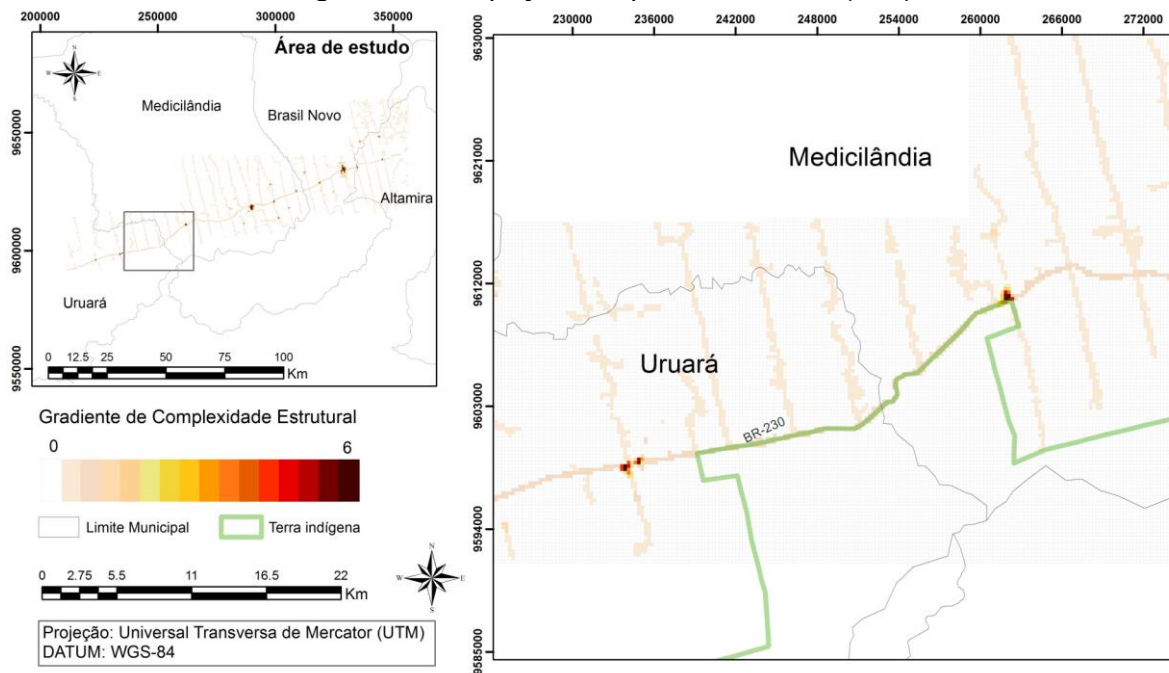 200000 250000 300000 350000
9650000
9600000
9550000
Área de estudo
N
W E
S
Medicilândia
Brasil Novo
Altamira
Uruará
0 12.5 25 50 75 100
Km
Gradiente de Complexidade Estrutural
0 6
Limite Municipal Terra indígena
0 2.75 5.5 11 16.5 22
Km
N
W E
S
Projeção: Universal Transversa de Mercator (UTM)
DATUM: WGS-84
230000 236000 242000 248000 254000 260000 266000 272000
9630000
9621000
9612000
9603000
9594000
9585000
Medicilândia
Uruará
BR-230